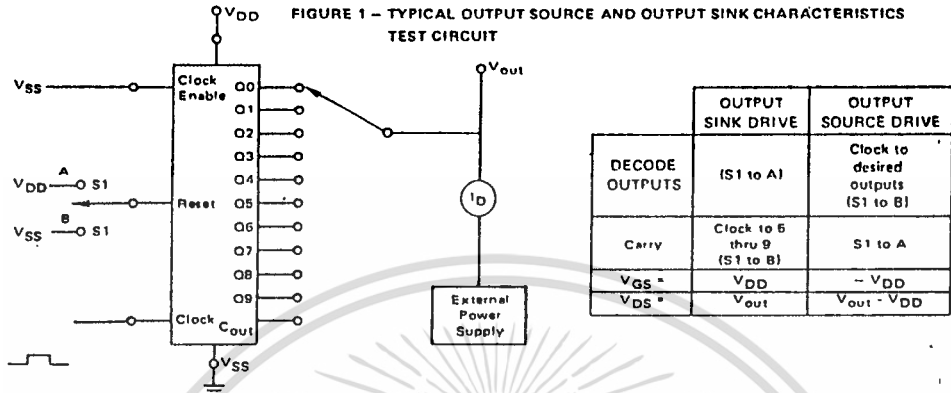 FIGURE 1 – TYPICAL OUTPUT SOURCE AND OUTPUT SINK CHARACTERISTICS
TEST CIRCUIT
VDD
VSS
Clock
Enable
Q0
Q1
Q2
Q3
Q4
Q5
Q6
Q7
Q8
Q9
A
VDD S1
Reset
B
VSS S1
Clock
Cout
VSS
Vout
ID
External
Power
Supply
OUTPUT
SINK DRIVE
OUTPUT
SOURCE DRIVE
DECODE
OUTPUTS
(S1 to A)
Clock to
desired
outputs
(S1 to B)
Carry
Clock to 5
thru 9
(S1 to B)
S1 to A
VGS = VDD – VDD
VDS = Vout Vout - VDD